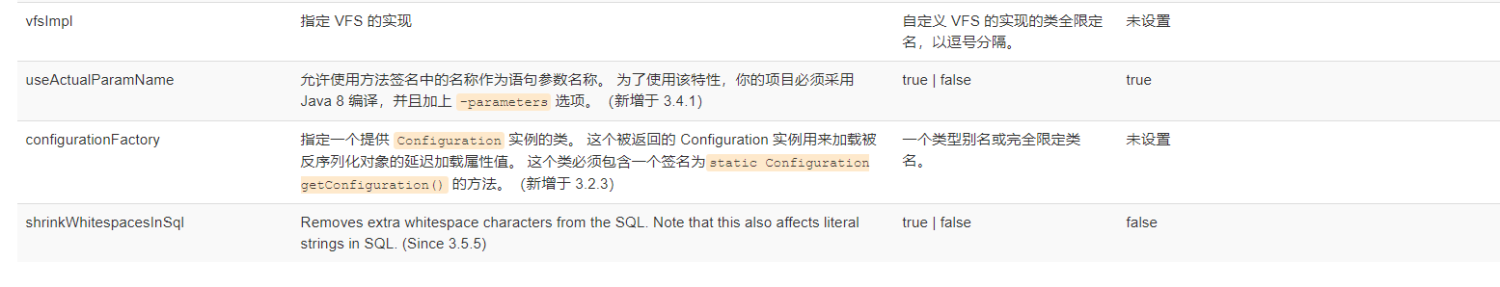 vfsImpl 指定 VFS 的实现 自定义 VFS 的实现的类全限定 未设置
名，以逗号分隔。
useActualParamName 允许使用方法签名中的名称作为语句参数名称。 为了使用该特性，你的项目必须采用 true | false true
Java 8 编译，并且加上 -parameters 选项。（新增于 3.4.1）
configurationFactory 指定一个提供 Configuration 实例的类。 这个被返回的 Configuration 实例用来加载被 一个类型别名或完全限定类 未设置
反序列化对象的延迟加载属性值。 这个类必须包含一个签名为static Configuration 名。
getConfiguration() 的方法。（新增于 3.2.3）
shrinkWhitespacesInSql Removes extra whitespace characters from the SQL. Note that this also affects literal true | false false
strings in SQL. (Since 3.5.5)